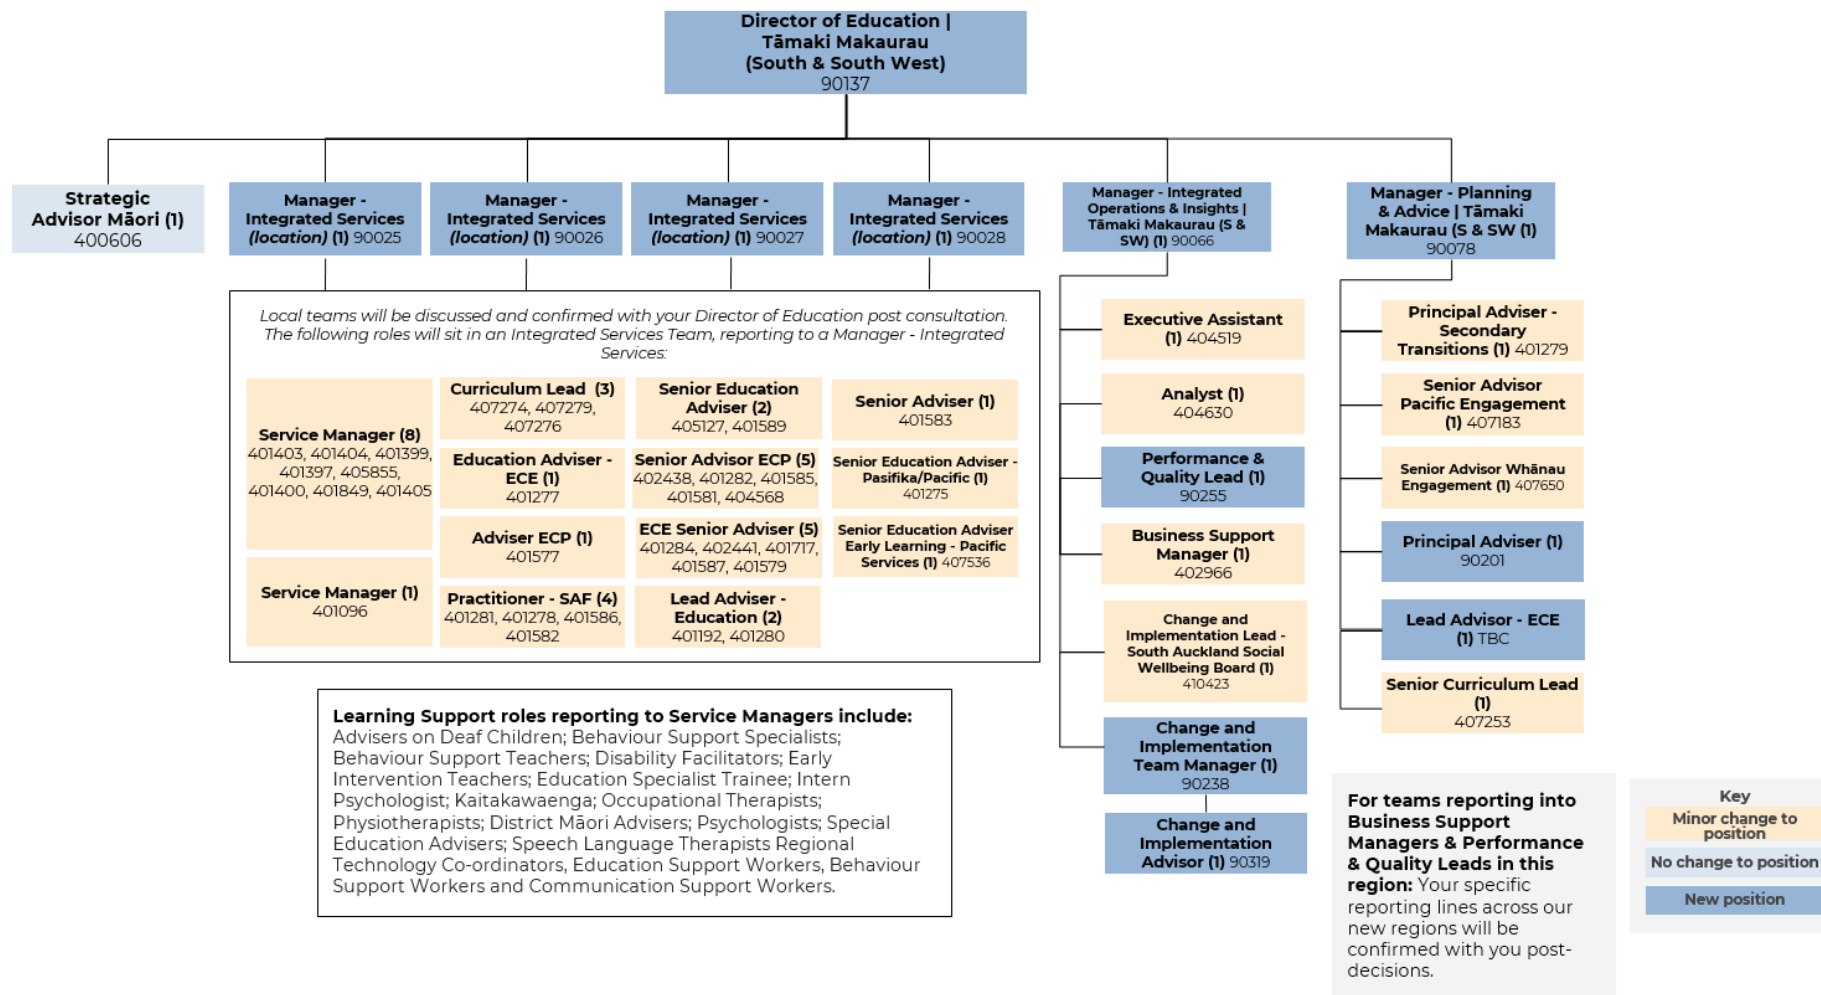 Director of Education |
Tāmaki Makaurau
(South & South West)
90137
Strategic
Advisor Māori (1)
400606
Manager -
Integrated Services
(location) (1) 90025
Manager -
Integrated Services
(location) (1) 90026
Manager -
Integrated Services
(location) (1) 90027
Manager -
Integrated Services
(location) (1) 90028
Manager - Integrated
Operations & Insights |
Tāmaki Makaurau (S &
SW) (1) 90066
Manager - Planning
& Advice | Tāmaki
Makaurau (S & SW (1)
90078
Local teams will be discussed and confirmed with your Director of Education post consultation.
The following roles will sit in an Integrated Services Team, reporting to a Manager - Integrated
Services:
Service Manager (8)
401403, 401404, 401399,
401397, 405855,
401400, 401849, 401405
Service Manager (1)
401096
Curriculum Lead (3)
407274, 407279,
407276
Education Adviser -
ECE (1)
401277
Adviser ECP (1)
401577
Practitioner - SAF (4)
401281, 401278, 401586,
401582
Senior Education
Adviser (2)
405127, 401589
Senior Advisor ECP (5)
402438, 401282, 401585,
401581, 404568
ECE Senior Adviser (5)
401284, 402441, 401717,
401587, 401579
Lead Adviser -
Education (2)
401192, 401280
Senior Adviser (1)
401583
Senior Education Adviser -
Pasifika/Pacific (1)
401275
Senior Education Adviser
Early Learning - Pacific
Services (1) 407536
Executive Assistant
(1) 404519
Analyst (1)
404630
Performance &
Quality Lead (1)
90255
Business Support
Manager (1)
402966
Change and
Implementation Lead -
South Auckland Social
Wellbeing Board (1)
410423
Change and
Implementation
Team Manager (1)
90238
Change and
Implementation
Advisor (1) 90319
Principal Adviser -
Secondary
Transitions (1) 401279
Senior Advisor
Pacific Engagement
(1) 407183
Senior Advisor Whānau
Engagement (1) 407650
Principal Adviser (1)
90201
Lead Advisor - ECE
(1) TBC
Senior Curriculum Lead
(1)
407253
Learning Support roles reporting to Service Managers include:
Advisers on Deaf Children; Behaviour Support Specialists;
Behaviour Support Teachers; Disability Facilitators; Early
Intervention Teachers; Education Specialist Trainee; Intern
Psychologist; Kaitakawaenga; Occupational Therapists;
Physiotherapists; District Māori Advisers; Psychologists; Special
Education Advisers; Speech Language Therapists Regional
Technology Co-ordinators, Education Support Workers, Behaviour
Support Workers and Communication Support Workers.
For teams reporting into
Business Support
Managers & Performance
& Quality Leads in this
region: Your specific
reporting lines across our
new regions will be
confirmed with you post-
decisions.
Key
Minor change to
position
No change to position
New position